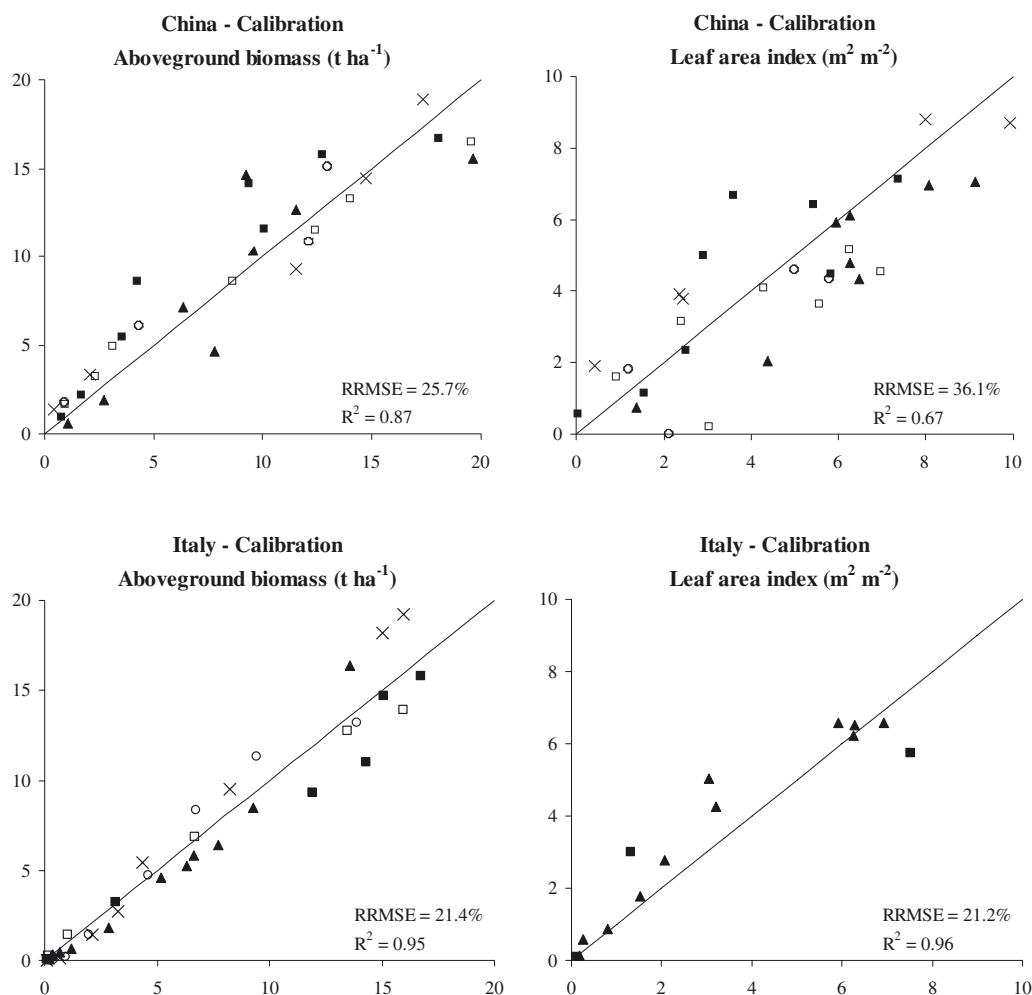 China - Calibration
Aboveground biomass (t ha⁻¹)
20
15
10
5
0
0 5 10 15 20
RRMSE = 25.7%
R² = 0.87
China - Calibration
Leaf area index (m² m⁻²)
10
8
6
4
2
0
0 2 4 6 8 10
RRMSE = 36.1%
R² = 0.67
Italy - Calibration
Aboveground biomass (t ha⁻¹)
20
15
10
5
0
0 5 10 15 20
RRMSE = 21.4%
R² = 0.95
Italy - Calibration
Leaf area index (m² m⁻²)
10
8
6
4
2
0
0 2 4 6 8 10
RRMSE = 21.2%
R² = 0.96